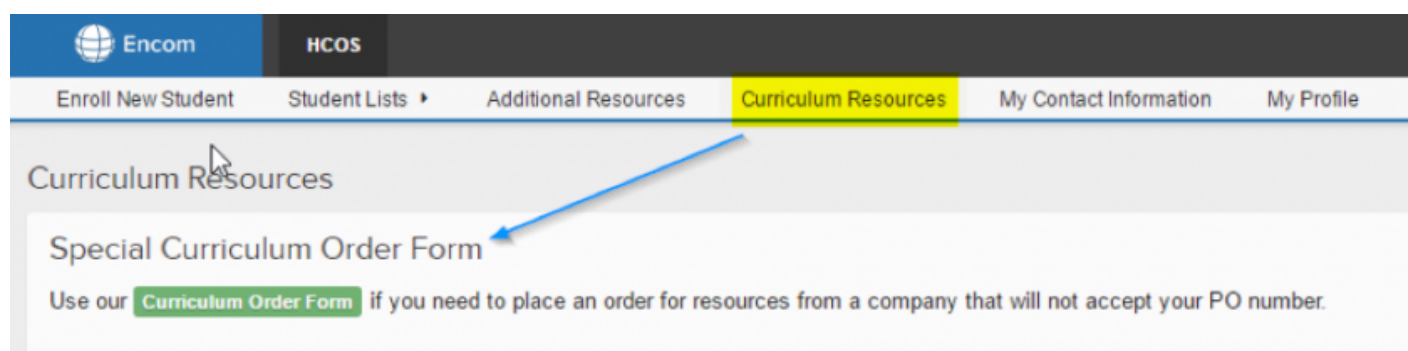 Encom HCOS
Enroll New Student Student Lists Additional Resources Curriculum Resources My Contact Information My Profile
Curriculum Resources
Special Curriculum Order Form
Use our Curriculum Order Form if you need to place an order for resources from a company that will not accept your PO number.